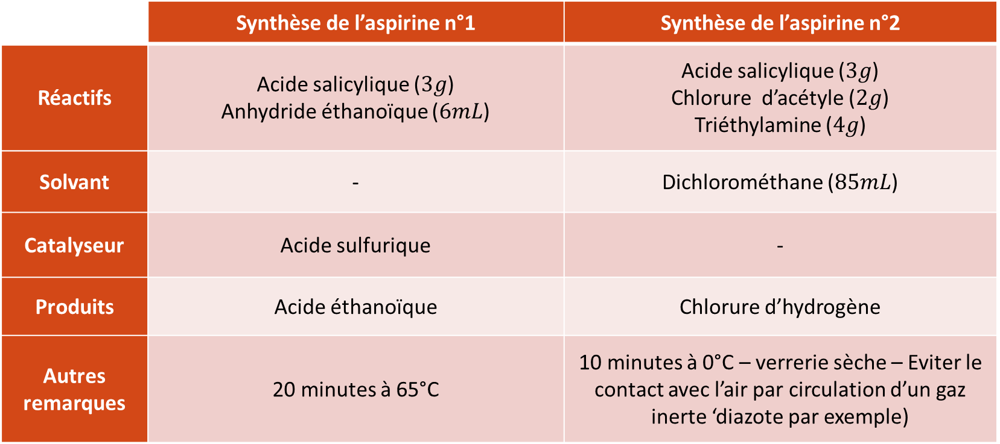 Synthèse de l’aspirine n°1
Synthèse de l’aspirine n°2
Réactifs
Acide salicylique (3g)
Anhydride éthanoïque (6mL)
Acide salicylique (3g)
Chlorure d’acétyle (2g)
Triéthylamine (4g)
Solvant
-
Dichlorométhane (85mL)
Catalyseur
Acide sulfurique
-
Produits
Acide éthanoïque
Chlorure d’hydrogène
Autres
remarques
20 minutes à 65°C
10 minutes à 0°C – verrerie sèche – Eviter le
contact avec l’air par circulation d’un gaz
inerte ‘diazote par exemple)